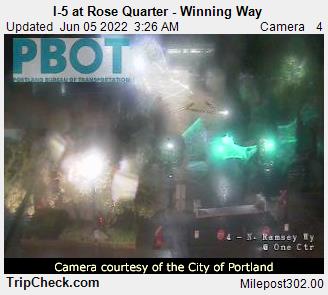 I-5 at Rose Quarter - Winning Way
Updated Jun 05 2022 3:26 AM Camera 4
PBOT
PORTLAND BUREAU OF TRANSPORTATION
4 - N. Ramsey Wy
@ One Ctr
Camera courtesy of the City of Portland
TripCheck.com Milepost302.00